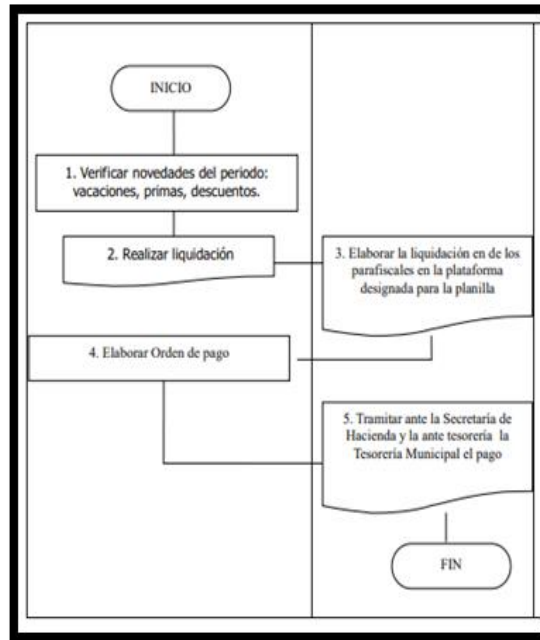 INICIO
1. Verificar novedades del periodo:
vacaciones, primas, descuentos.
2. Realizar liquidación
3. Elaborar la liquidación en de los
parafiscales en la plataforma
designada para la planilla
4. Elaborar Orden de pago
5. Tramitar ante la Secretaría de
Hacienda y la ante tesorería la
Tesorería Municipal el pago
FIN